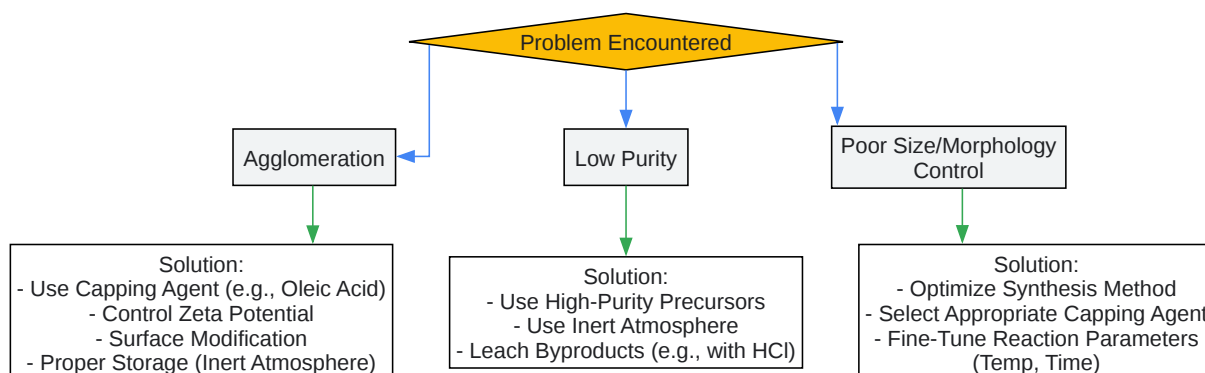 Problem Encountered
Agglomeration
Low Purity
Poor Size/Morphology
Control
Solution:
- Use Capping Agent (e.g., Oleic Acid)
- Control Zeta Potential
- Surface Modification
- Proper Storage (Inert Atmosphere)
Solution:
- Use High-Purity Precursors
- Use Inert Atmosphere
- Leach Byproducts (e.g., with HCl)
Solution:
- Optimize Synthesis Method
- Select Appropriate Capping Agent
- Fine-Tune Reaction Parameters
(Temp, Time)